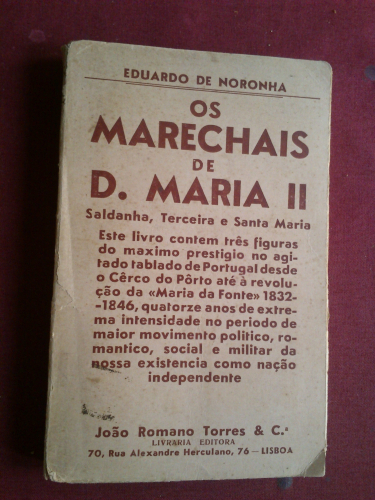 EDUARDO DE NORONHA
OS
MARECHAIS
DE
D. MARIA II
Saldanha, Terceira e Santa Maria
Este livro contem três figuras
do maximo prestigio no agi-
tado tablado de Portugal desde
o Cêrco do Pôrto até à revolu-
ção da «Maria da Fonte» 1832-
-1846, quatorze anos de extre-
ma intensidade no periodo de
maior movimento politico, ro-
mantico, social e militar da
nossa existencia como nação
independente
João Romano Torres & C.ª
LIVRARIA EDITORA
70, Rua Alexandre Herculano, 76 — LISBOA